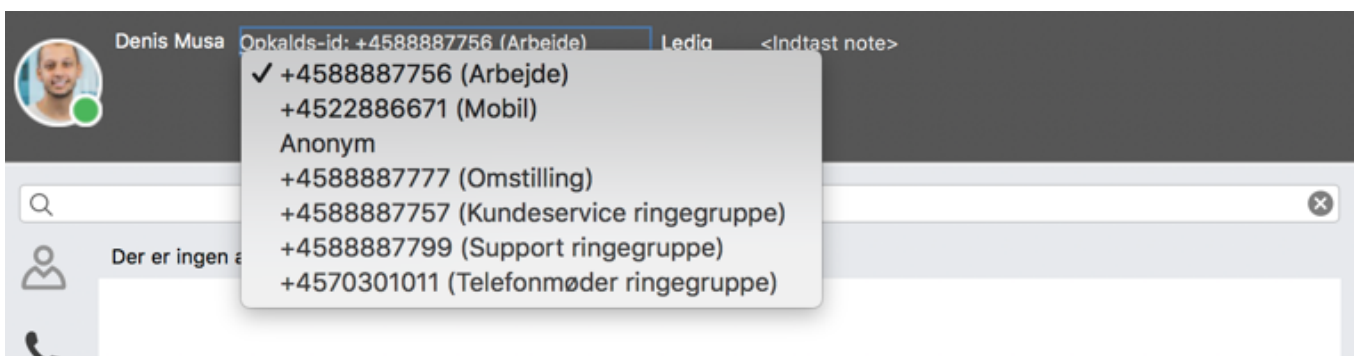 Denis Musa Opkalds-id: +4588887756 (Arbejde) Ledig <Indtast note>
✓ +4588887756 (Arbejde)
+4522886671 (Mobil)
Anonym
+4588887777 (Omstilling)
+4588887757 (Kundeservice ringegruppe)
+4588887799 (Support ringegruppe)
+4570301011 (Telefonmøder ringegruppe)
Der er ingen